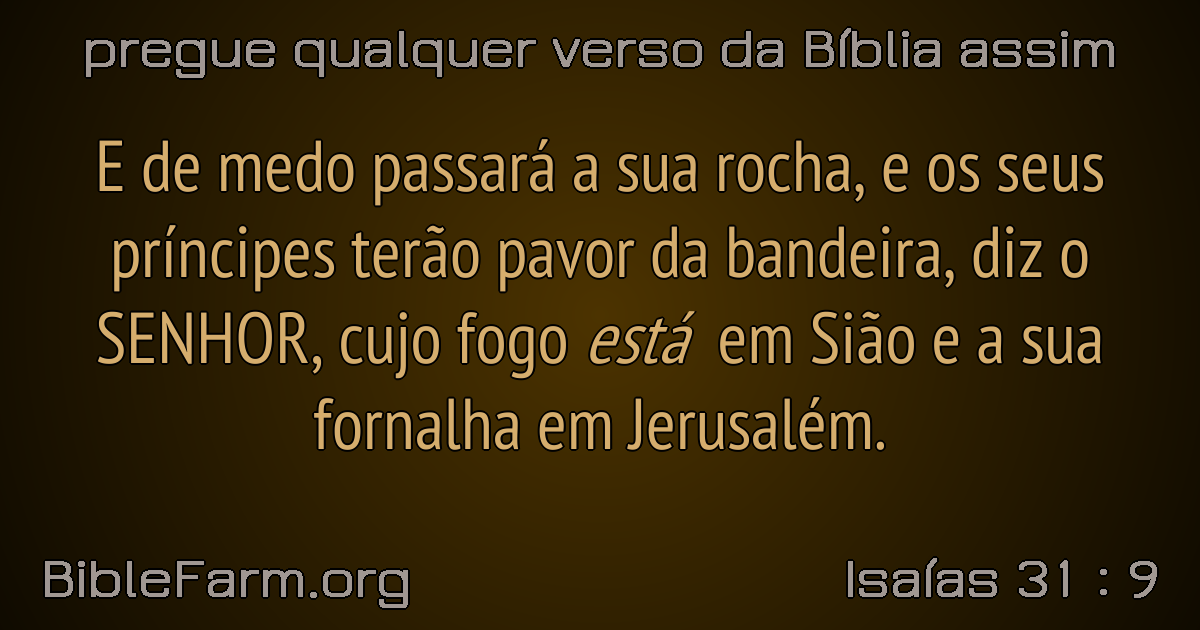 pregue qualquer verso da Bíblia assim
E de medo passará a sua rocha, e os seus
príncipes terão pavor da bandeira, diz o
SENHOR, cujo fogo está em Sião e a sua
fornalha em Jerusalém.
BibleFarm.org
Isaías 31 : 9